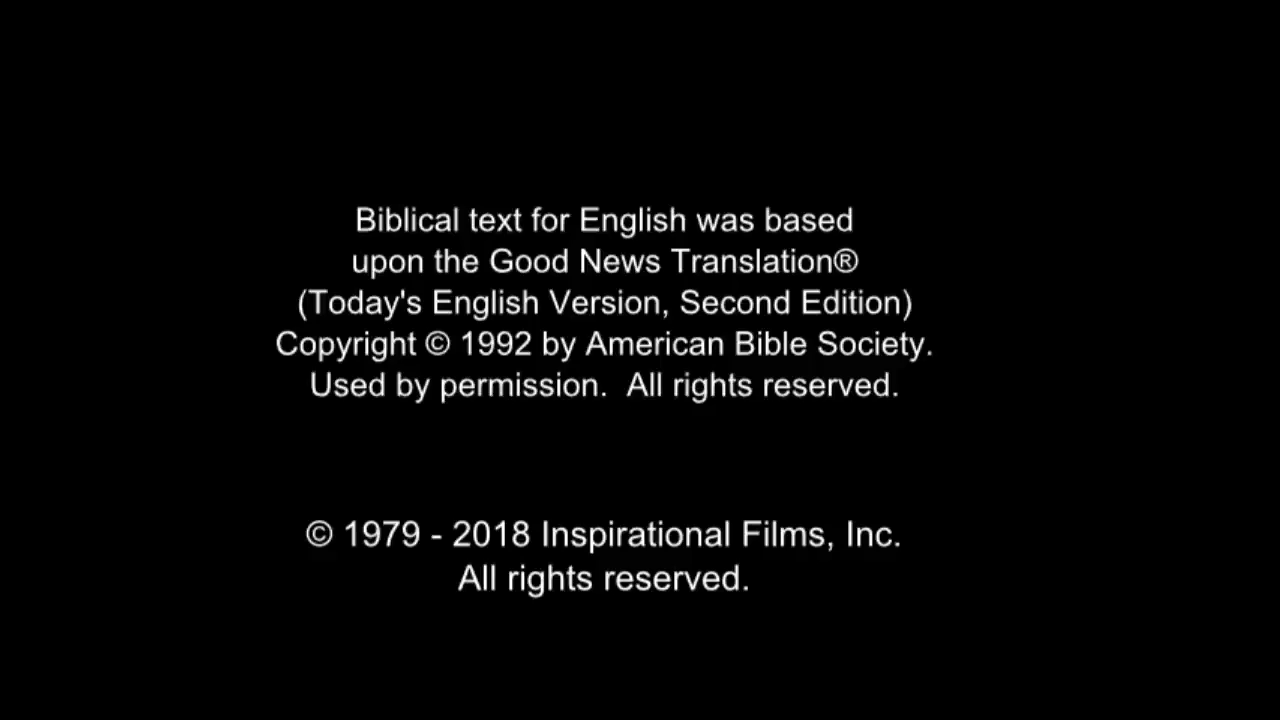 Biblical text for English was based
upon the Good News Translation®
(Today's English Version, Second Edition)
Copyright © 1992 by American Bible Society.
Used by permission.  All rights reserved.
© 1979 - 2018 Inspirational Films, Inc.
All rights reserved.